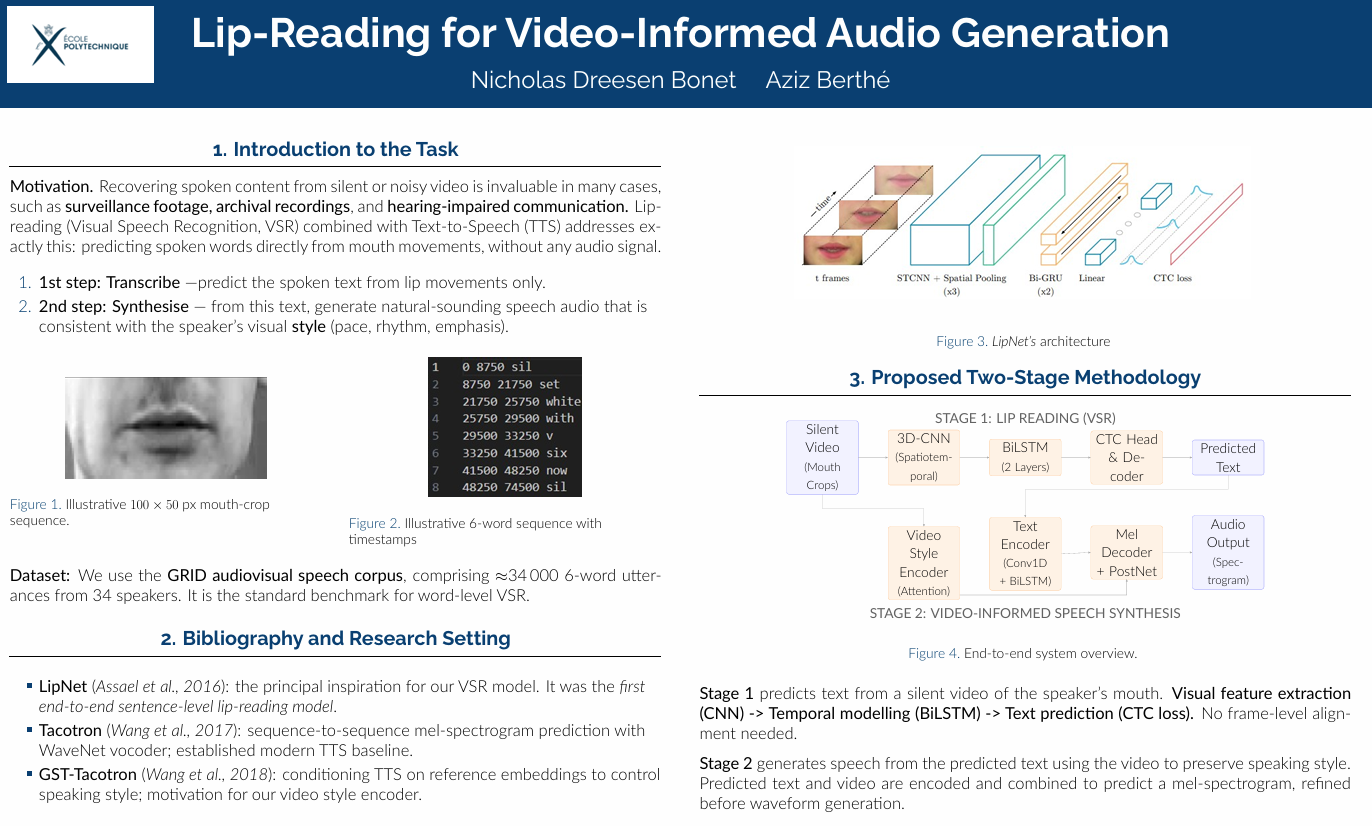 ÉCOLE
POLYTECHNIQUE
Lip-Reading for Video-Informed Audio Generation
Nicholas Dreesen Bonet Aziz Berthé
1. Introduction to the Task
Motivation. Recovering spoken content from silent or noisy video is invaluable in many cases,
such as surveillance footage, archival recordings, and hearing-impaired communication. Lip-
reading (Visual Speech Recognition, VSR) combined with Text-to-Speech (TTS) addresses ex-
actly this: predicting spoken words directly from mouth movements, without any audio signal.
1. 1st step: Transcribe —predict the spoken text from lip movements only.
2. 2nd step: Synthesise — from this text, generate natural-sounding speech audio that is
consistent with the speaker's visual style (pace, rhythm, emphasis).
1 0 8750 sil
2 8750 21750 set
3 21750 25750 white
4 25750 29500 with
5 29500 33250 v
6 33250 41500 six
7 41500 48250 now
8 48250 74500 sil
Figure 1. Illustrative 100 × 50 px mouth-crop
sequence.
Figure 2. Illustrative 6-word sequence with
timestamps
Dataset: We use the GRID audiovisual speech corpus, comprising ≈34 000 6-word utter-
ances from 34 speakers. It is the standard benchmark for word-level VSR.
2. Bibliography and Research Setting
▪ LipNet (Assael et al., 2016): the principal inspiration for our VSR model. It was the first
end-to-end sentence-level lip-reading model.
▪ Tacotron (Wang et al., 2017): sequence-to-sequence mel-spectrogram prediction with
WaveNet vocoder; established modern TTS baseline.
▪ GST-Tacotron (Wang et al., 2018): conditioning TTS on reference embeddings to control
speaking style; motivation for our video style encoder.
time
t frames
STCNN + Spatial Pooling
(x3)
Bi-GRU
(x2)
Linear
CTC loss
Figure 3. LipNet's architecture
3. Proposed Two-Stage Methodology
STAGE 1: LIP READING (VSR)
Silent
Video
(Mouth
Crops)
3D-CNN
(Spatiotem-
poral)
BiLSTM
(2 Layers)
CTC Head
& De-
coder
Predicted
Text
Video
Style
Encoder
(Attention)
Text
Encoder
(Conv1D
+ BiLSTM)
Mel
Decoder
+ PostNet
Audio
Output
(Spec-
trogram)
STAGE 2: VIDEO-INFORMED SPEECH SYNTHESIS
Figure 4. End-to-end system overview.
Stage 1 predicts text from a silent video of the speaker's mouth. Visual feature extraction
(CNN) -> Temporal modelling (BiLSTM) -> Text prediction (CTC loss). No frame-level align-
ment needed.
Stage 2 generates speech from the predicted text using the video to preserve speaking style.
Predicted text and video are encoded and combined to predict a mel-spectrogram, refined
before waveform generation.